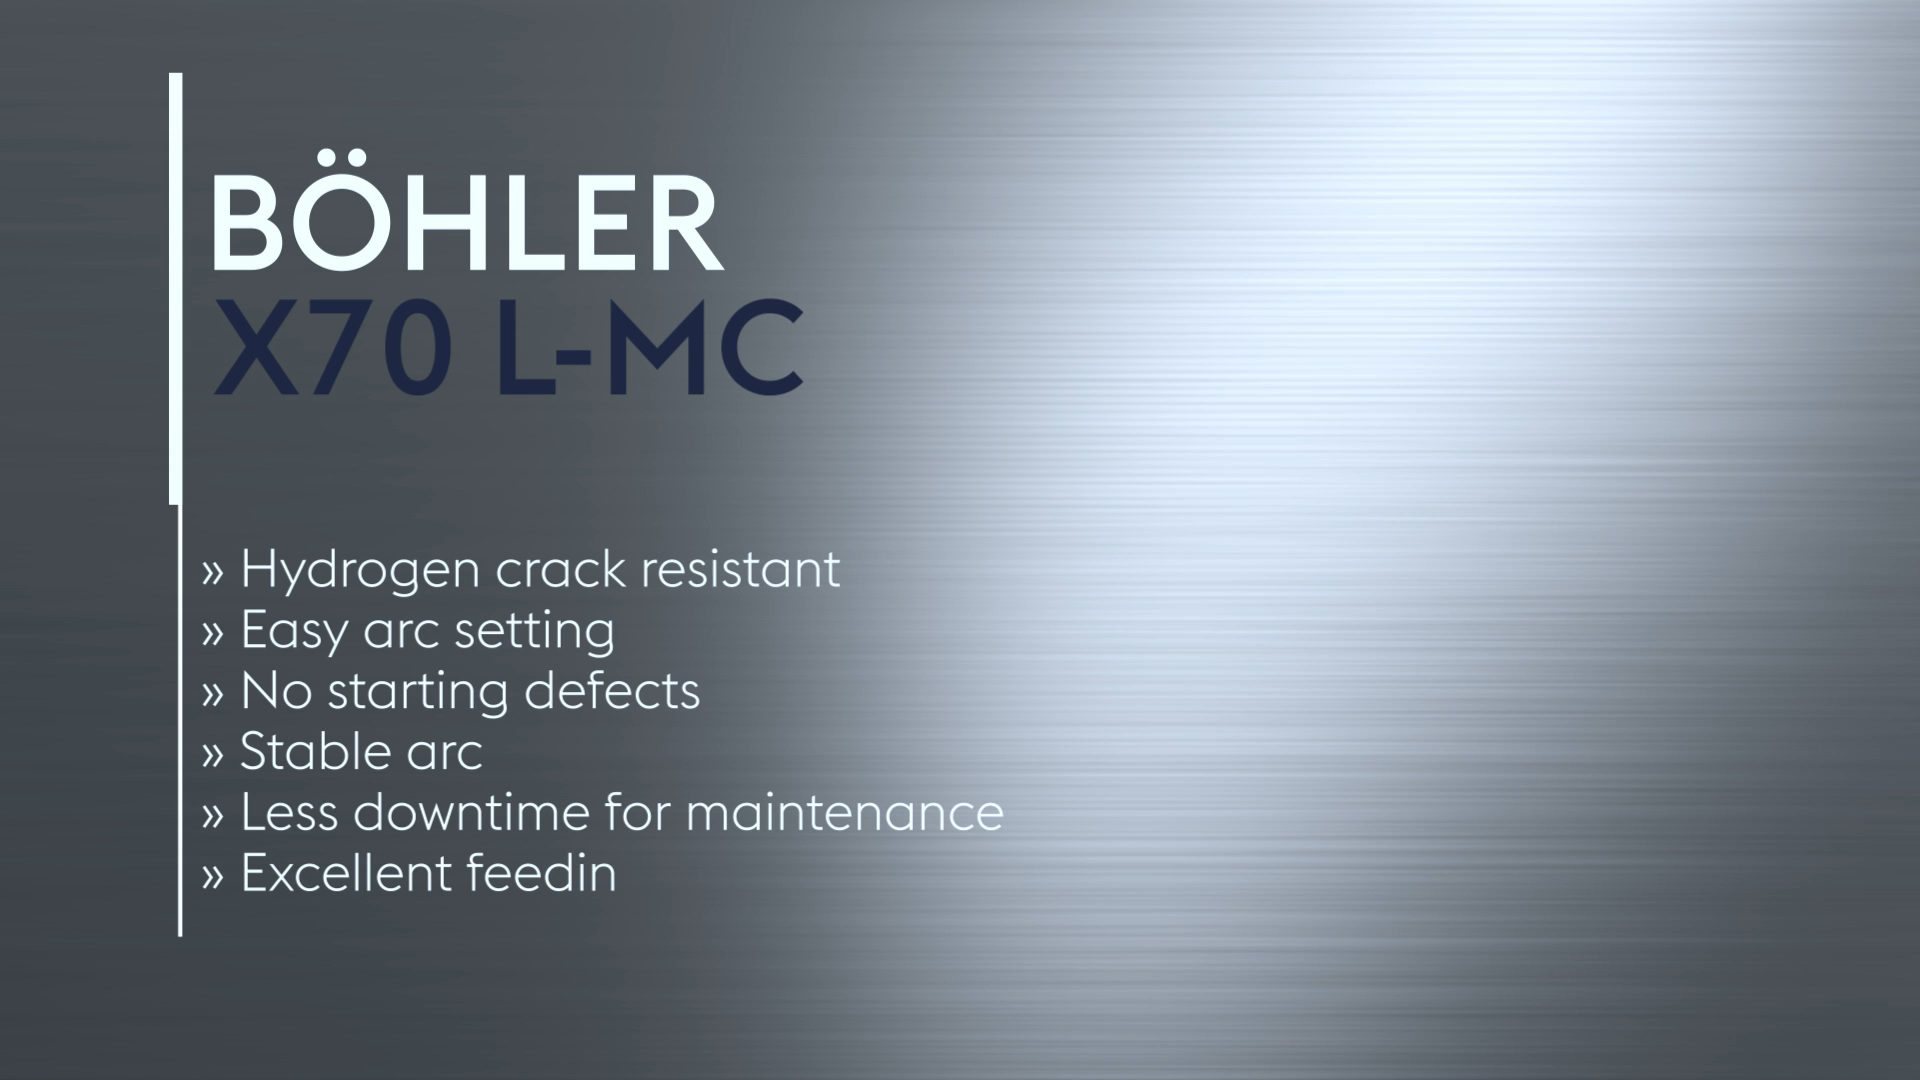 BÖHLER
X70 L-MC
» Hydrogen crack resistant
» Easy arc setting
» No starting defects
» Stable arc
» Less downtime for maintenance
» Excellent feedin